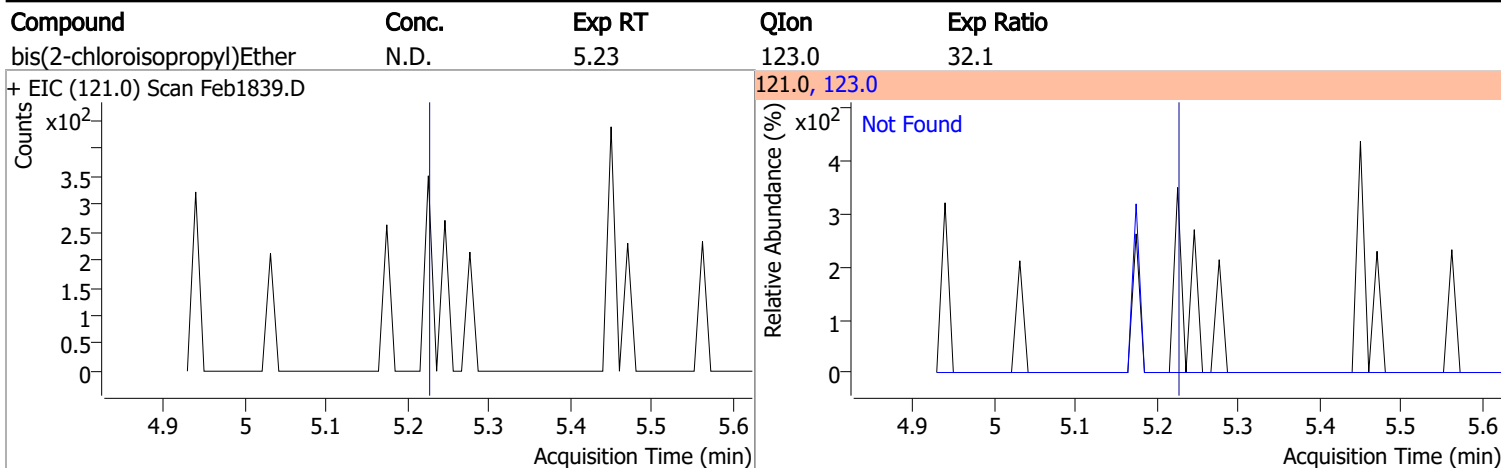 Compound Conc. Exp RT QIon Exp Ratio
bis(2-chloroisopropyl)Ether N.D. 5.23 123.0 32.1
+ EIC (121.0) Scan Feb1839.D
Counts
x10²
3.5
3
2.5
2
1.5
1
0.5
0
4.9 5 5.1 5.2 5.3 5.4 5.5 5.6
Acquisition Time (min)
121.0, 123.0
Relative Abundance (%)
x10²
Not Found
4
3
2
1
0
4.9 5 5.1 5.2 5.3 5.4 5.5 5.6
Acquisition Time (min)